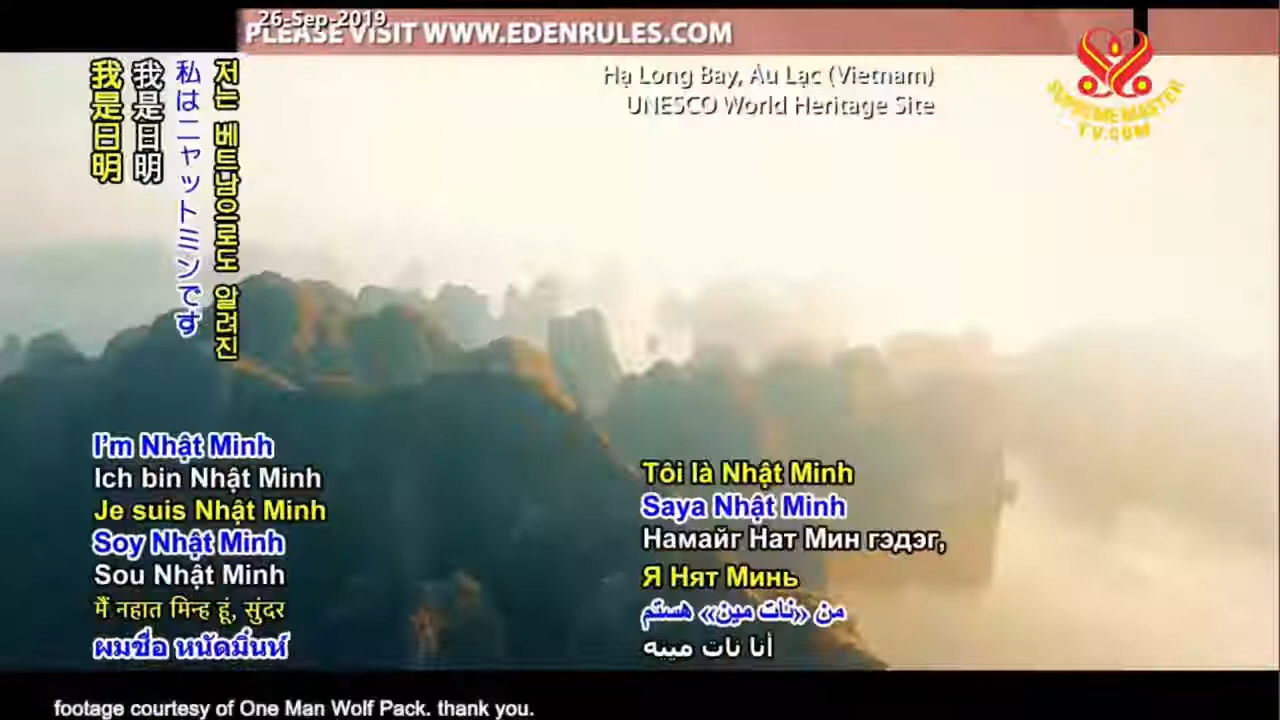 26-Sep-2019
PLEASE VISIT WWW.EDENRULES.COM
Hạ Long Bay, Âu Lạc (Vietnam)
UNESCO World Heritage Site
SUPREME MASTER
TV.COM
我是日明
我是日明
私はニャットミンです
저는 베트남으로도 알려진
I'm Nhật Minh
Ich bin Nhật Minh
Je suis Nhật Minh
Soy Nhật Minh
Sou Nhật Minh
मैं नहात मिन्ह हूं, सुंदर
ผมชื่อ หนัดมิ๋นห์
Tôi là Nhật Minh
Saya Nhật Minh
Намайг Нат Мин гэдэг,
Я Нят Минь
من «نات مین» هستم
أنا نات مينه
footage courtesy of One Man Wolf Pack. thank you.